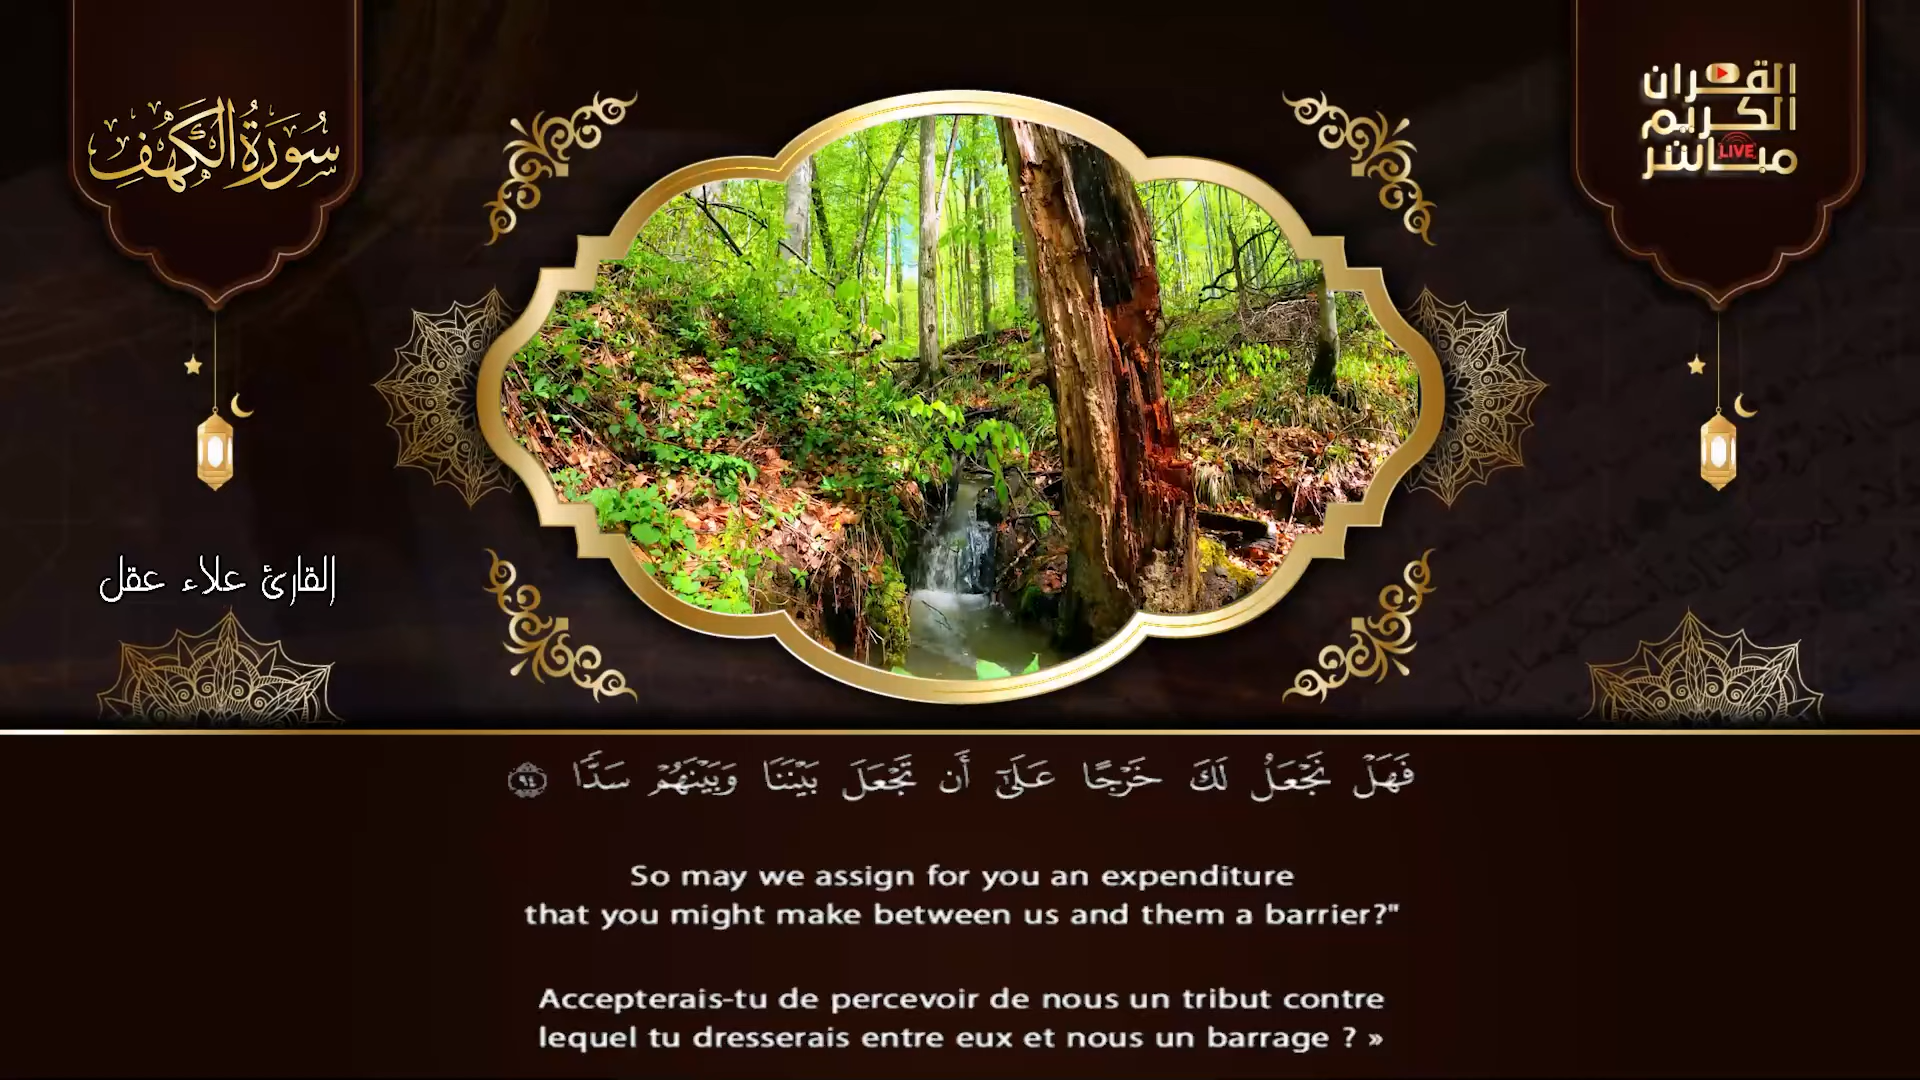 سُورَةُ الْكَهْفِ
القرآن
الكريم
مباشر
LIVE
القارئ علاء عقل
فَهَلْ نَجْعَلُ لَكَ خَرْجًا عَلَىٰٓ أَن تَجْعَلَ بَيْنَنَا وَبَيْنَهُمْ سَدًّا ٩٤
So may we assign for you an expenditure
that you might make between us and them a barrier?"
Accepterais-tu de percevoir de nous un tribut contre
lequel tu dresserais entre eux et nous un barrage ? »